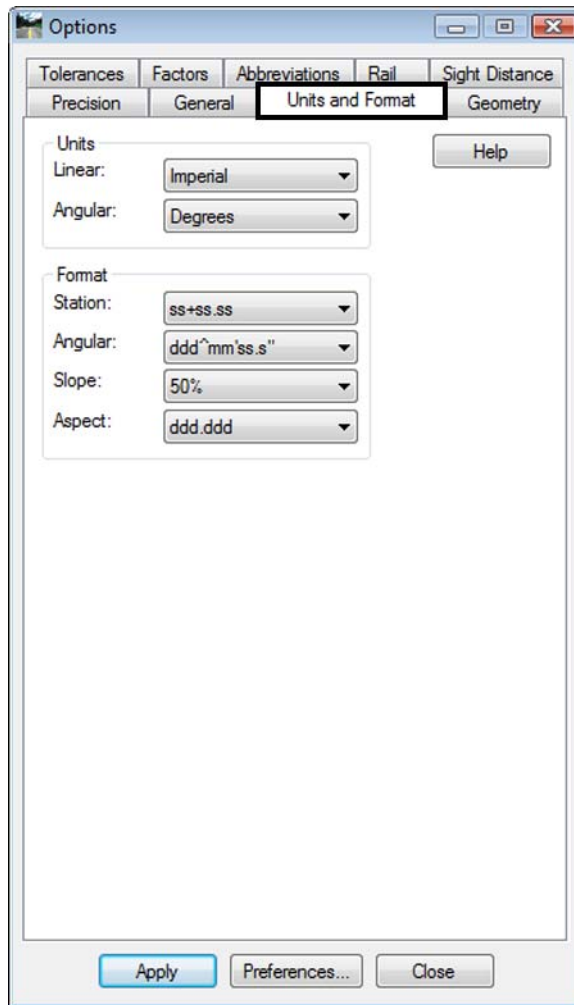 Options
Tolerances Factors Abbreviations Rail Sight Distance
Precision General Units and Format Geometry
Units
Help
Linear: Imperial
Angular: Degrees
Format
Station: ss+ss.ss
Angular: ddd^mm'ss.s"
Slope: 50%
Aspect: ddd.ddd
Apply Preferences... Close